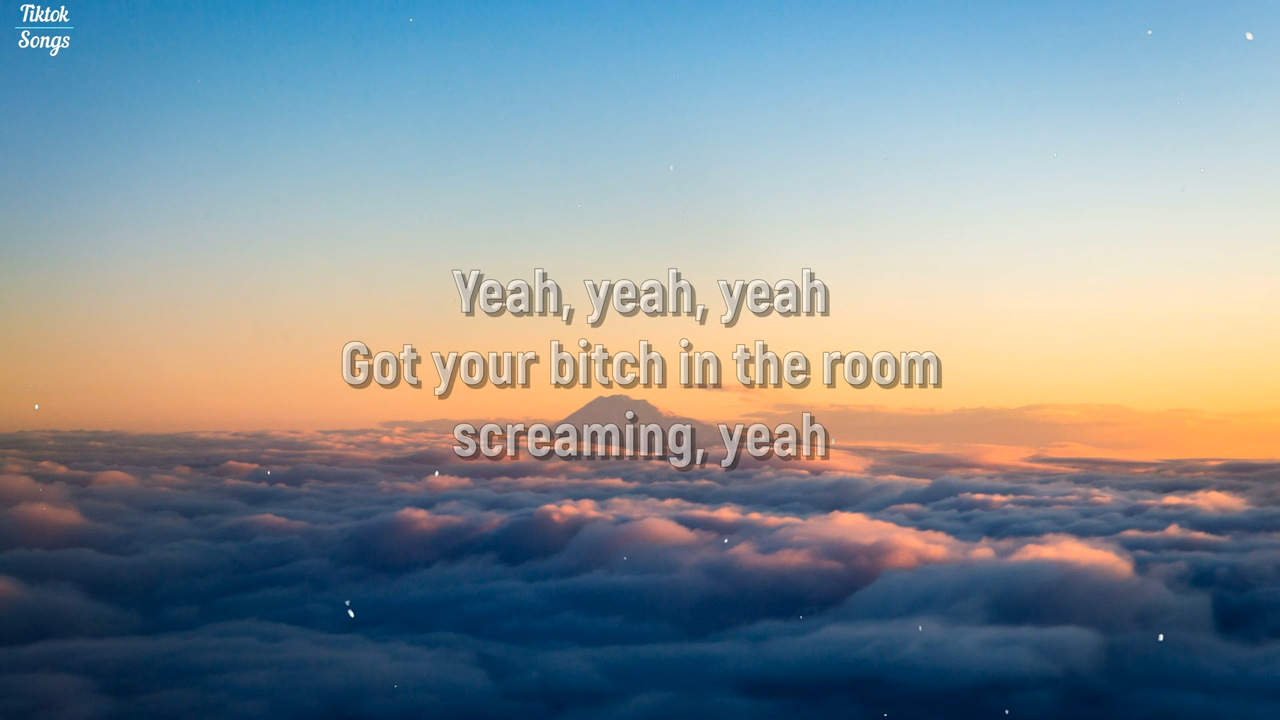 Tiktok
Songs
Yeah, yeah, yeah
Got your bitch in the room
screaming, yeah